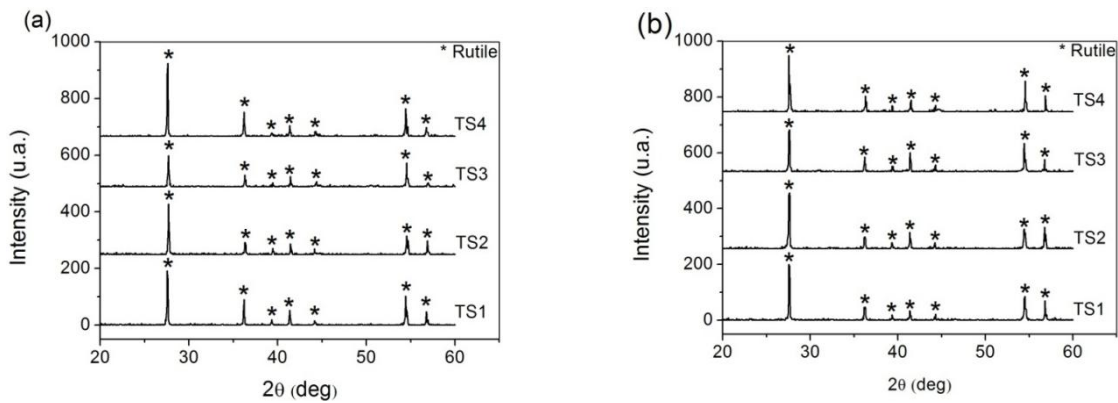 (a)
* Rutile
1000
800
600
400
200
0
Intensity (u.a.)
TS4
TS3
TS2
TS1
20 30 40 50 60
2θ (deg)
(b)
* Rutile
1000
800
600
400
200
0
Intensity (u.a.)
TS4
TS3
TS2
TS1
20 30 40 50 60
2θ (deg)